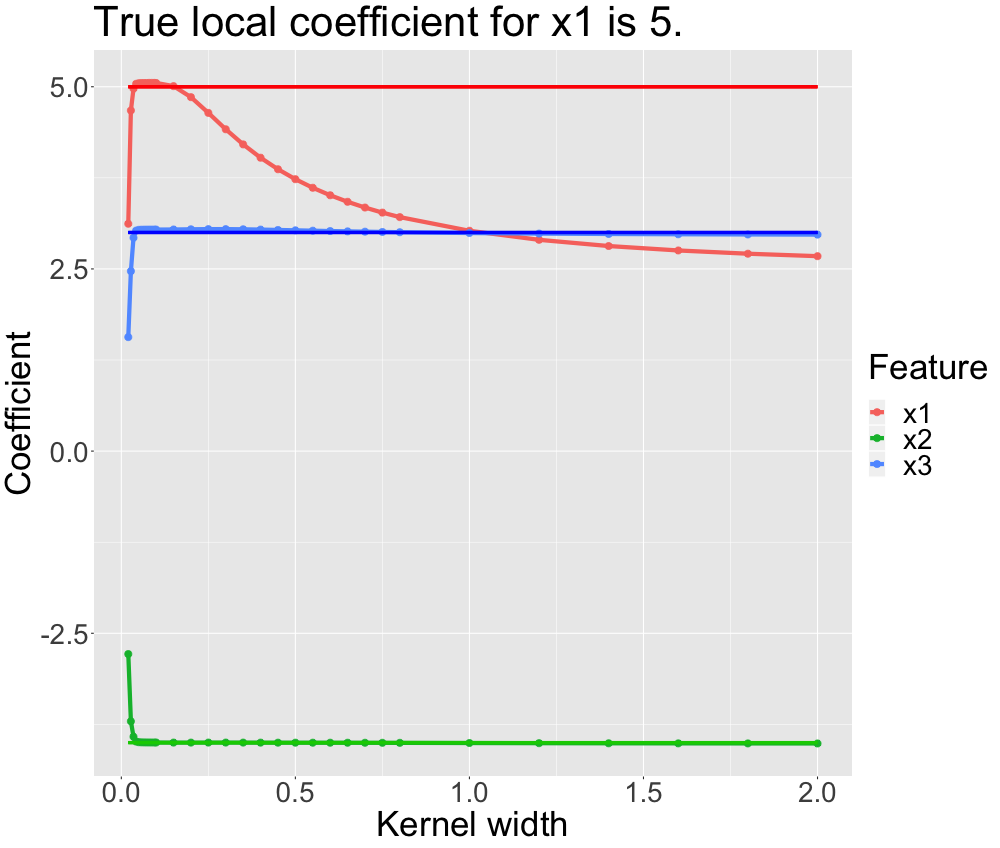 True local coefficient for x1 is 5.
5.0
2.5
0.0
-2.5
Coefficient
0.0 0.5 1.0 1.5 2.0
Kernel width
Feature
x1
x2
x3